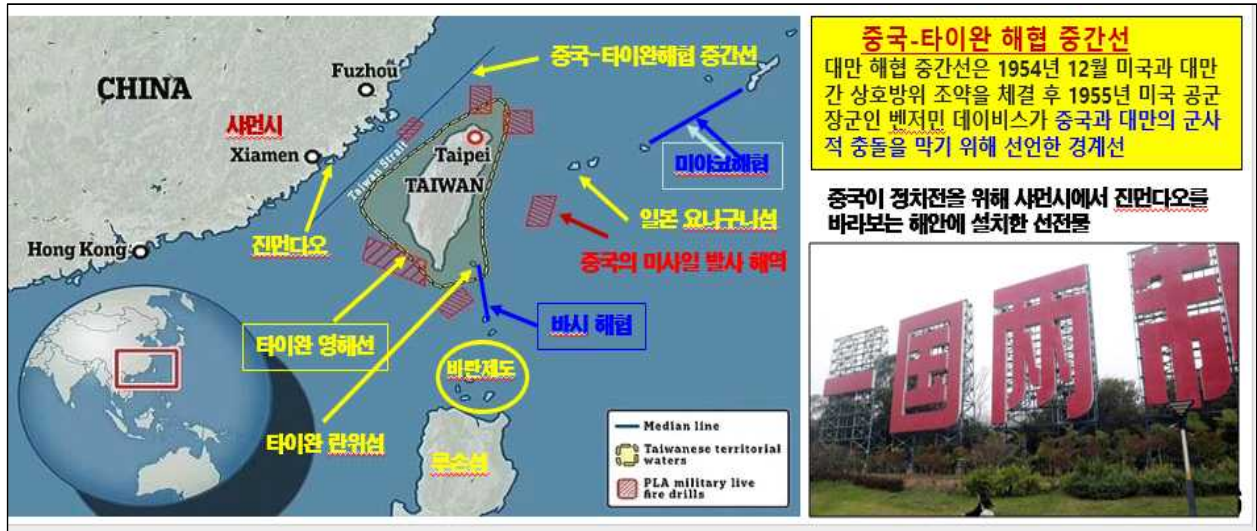 중국-타이완해협 중간선
Fuzhou
CHINA
샤먼시
Xiamen
Taiwan Strait
Taipei
TAIWAN
미야코해협
일본 요나구니섬
진먼다오
Hong Kong
중국의 미사일 발사 해역
타이완 영해선
바시 해협
바탄제도
타이완 란위섬
루손섬
Median line
Taiwanese territorial
waters
PLA military live
fire drills
중국-타이완 해협 중간선
대만 해협 중간선은 1954년 12월 미국과 대만
간 상호방위 조약을 체결 후 1955년 미국 공군
장군인 벤저민 데이비스가 중국과 대만의 군사
적 충돌을 막기 위해 선언한 경계선
중국이 정치전을 위해 샤먼시에서 진먼다오를
바라보는 해안에 설치한 선전물
一国两制